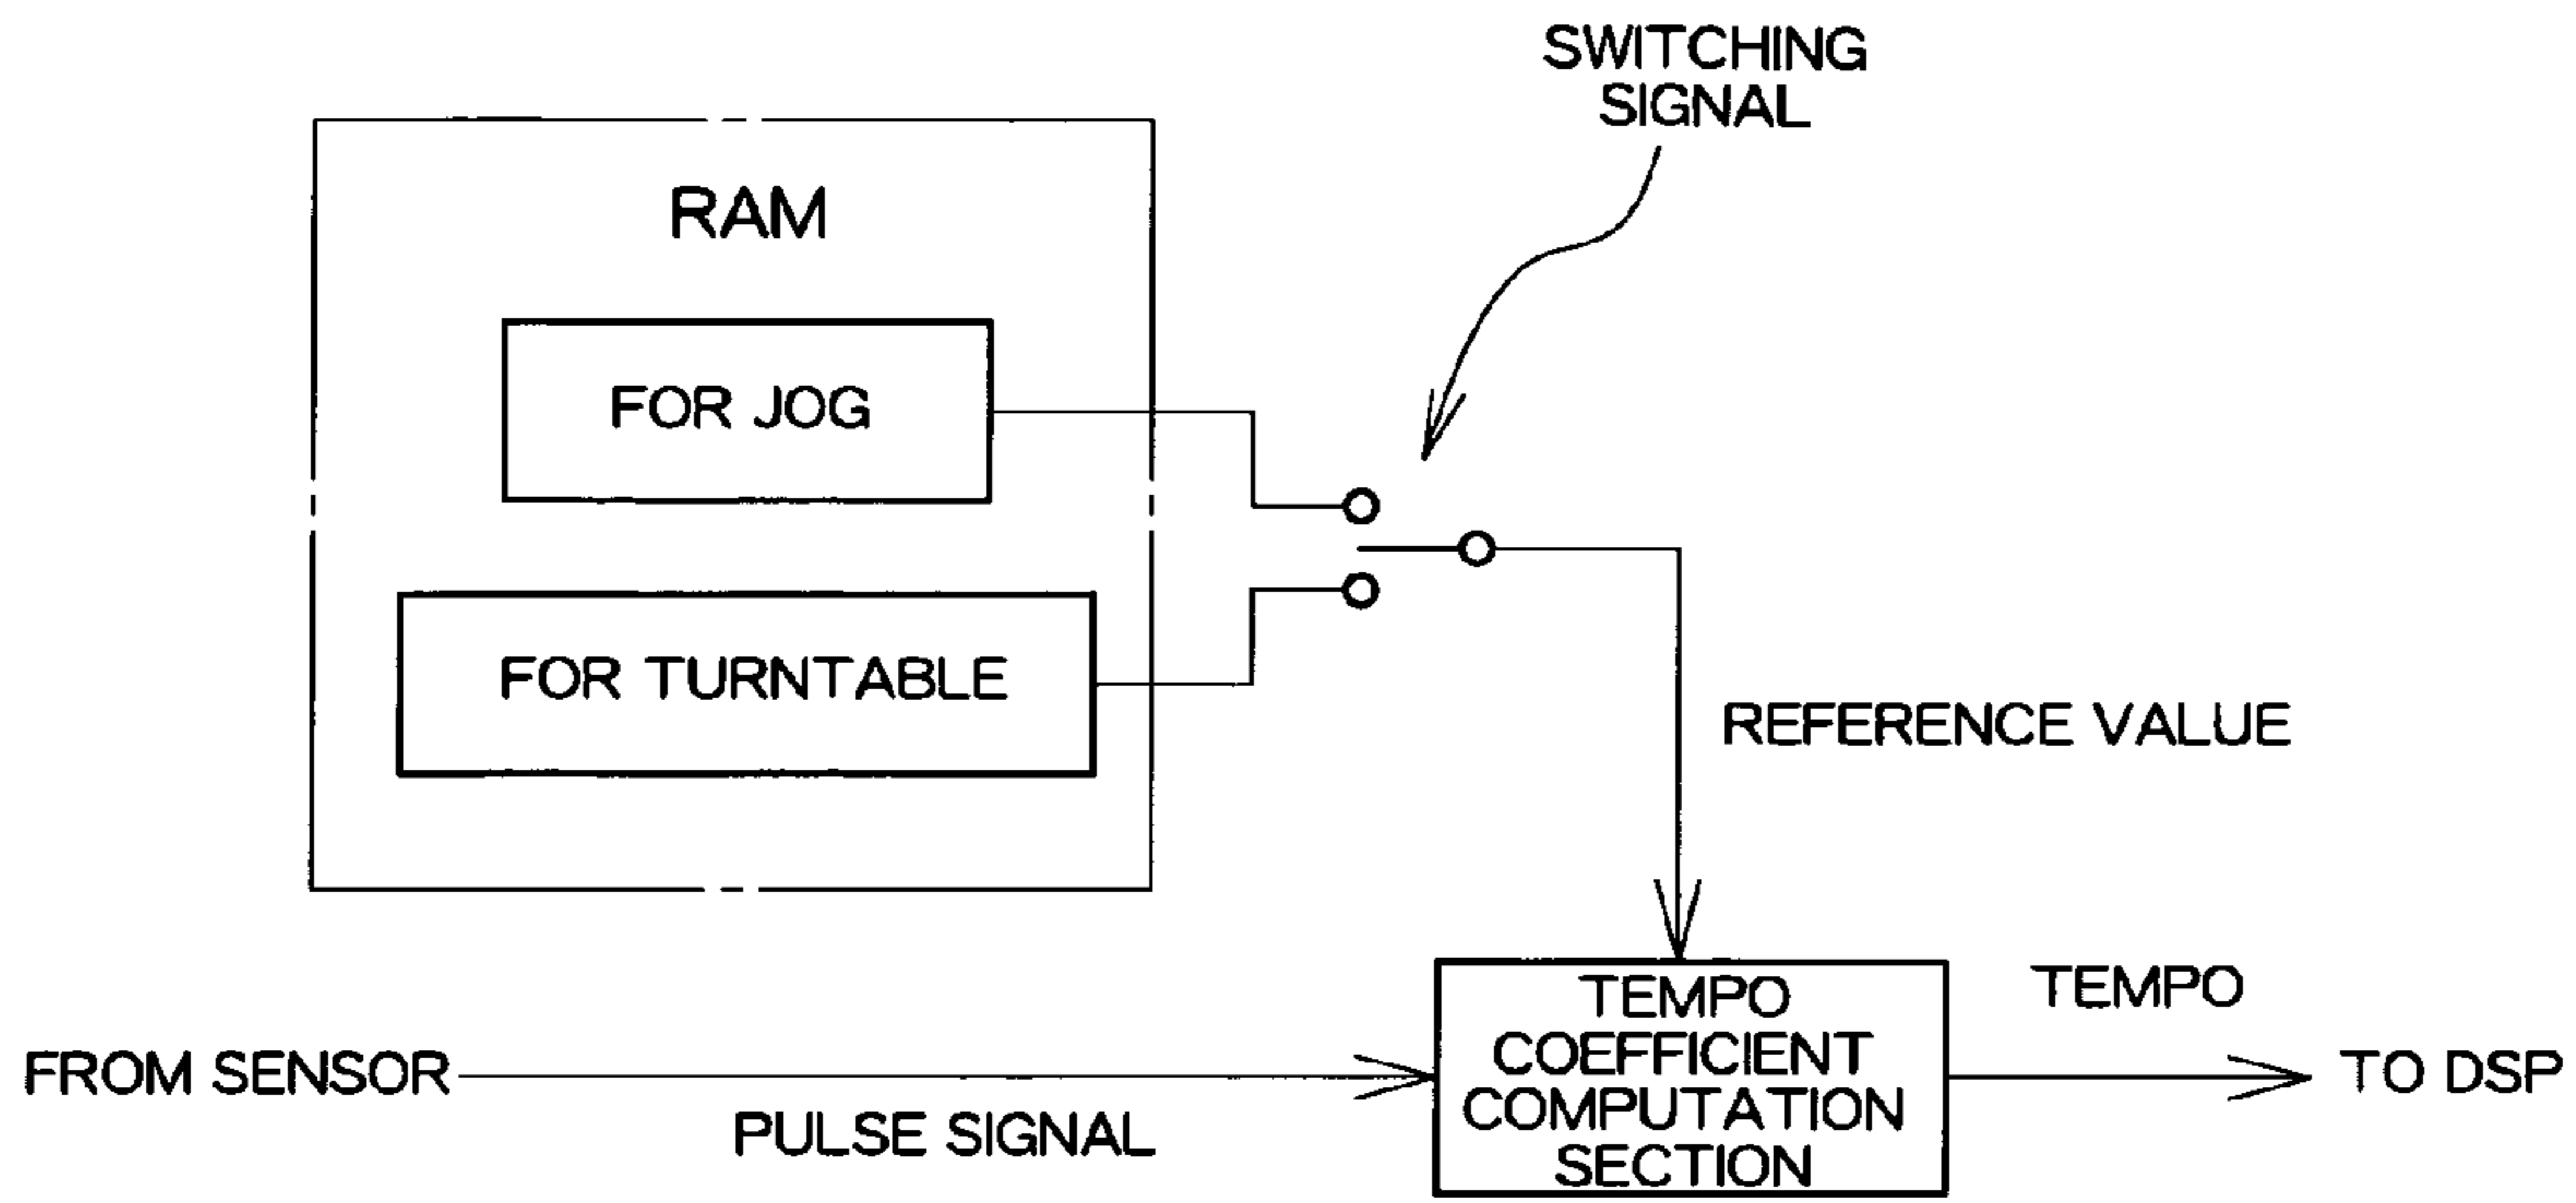 SWITCHING
SIGNAL
RAM
FOR JOG
FOR TURNTABLE
REFERENCE VALUE
TEMPO
COEFFICIENT
COMPUTATION
SECTION
TEMPO
FROM SENSOR
PULSE SIGNAL
TO DSP